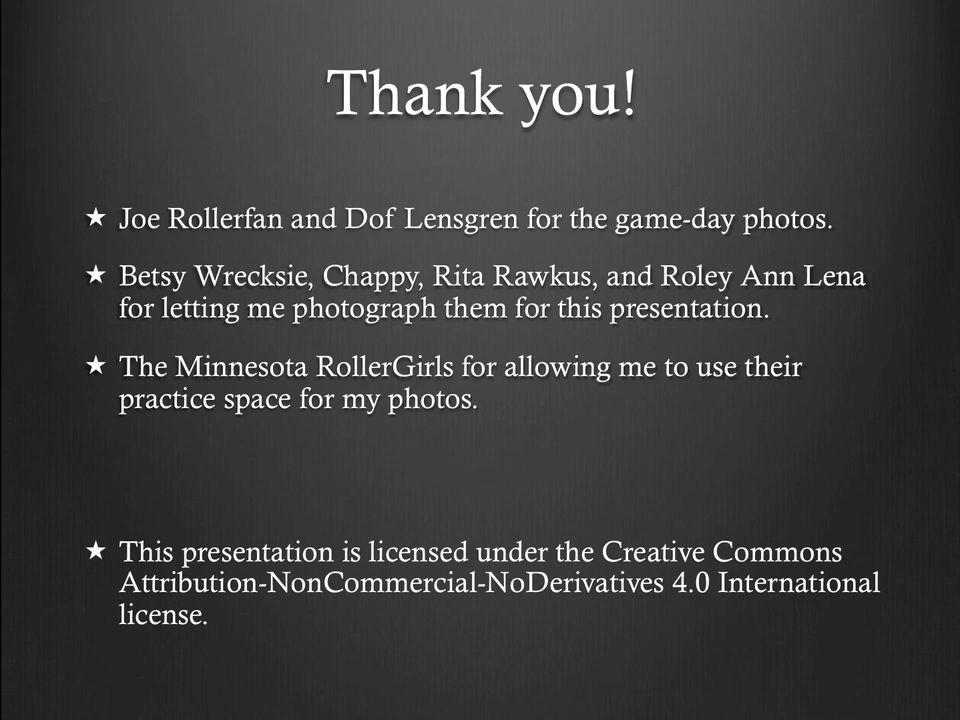 Thank you!
★ Joe Rollerfan and Dof Lensgren for the game-day photos.
★ Betsy Wrecksie, Chappy, Rita Rawkus, and Roley Ann Lena
for letting me photograph them for this presentation.
★ The Minnesota RollerGirls for allowing me to use their
practice space for my photos.
★ This presentation is licensed under the Creative Commons
Attribution-NonCommercial-NoDerivatives 4.0 International
license.